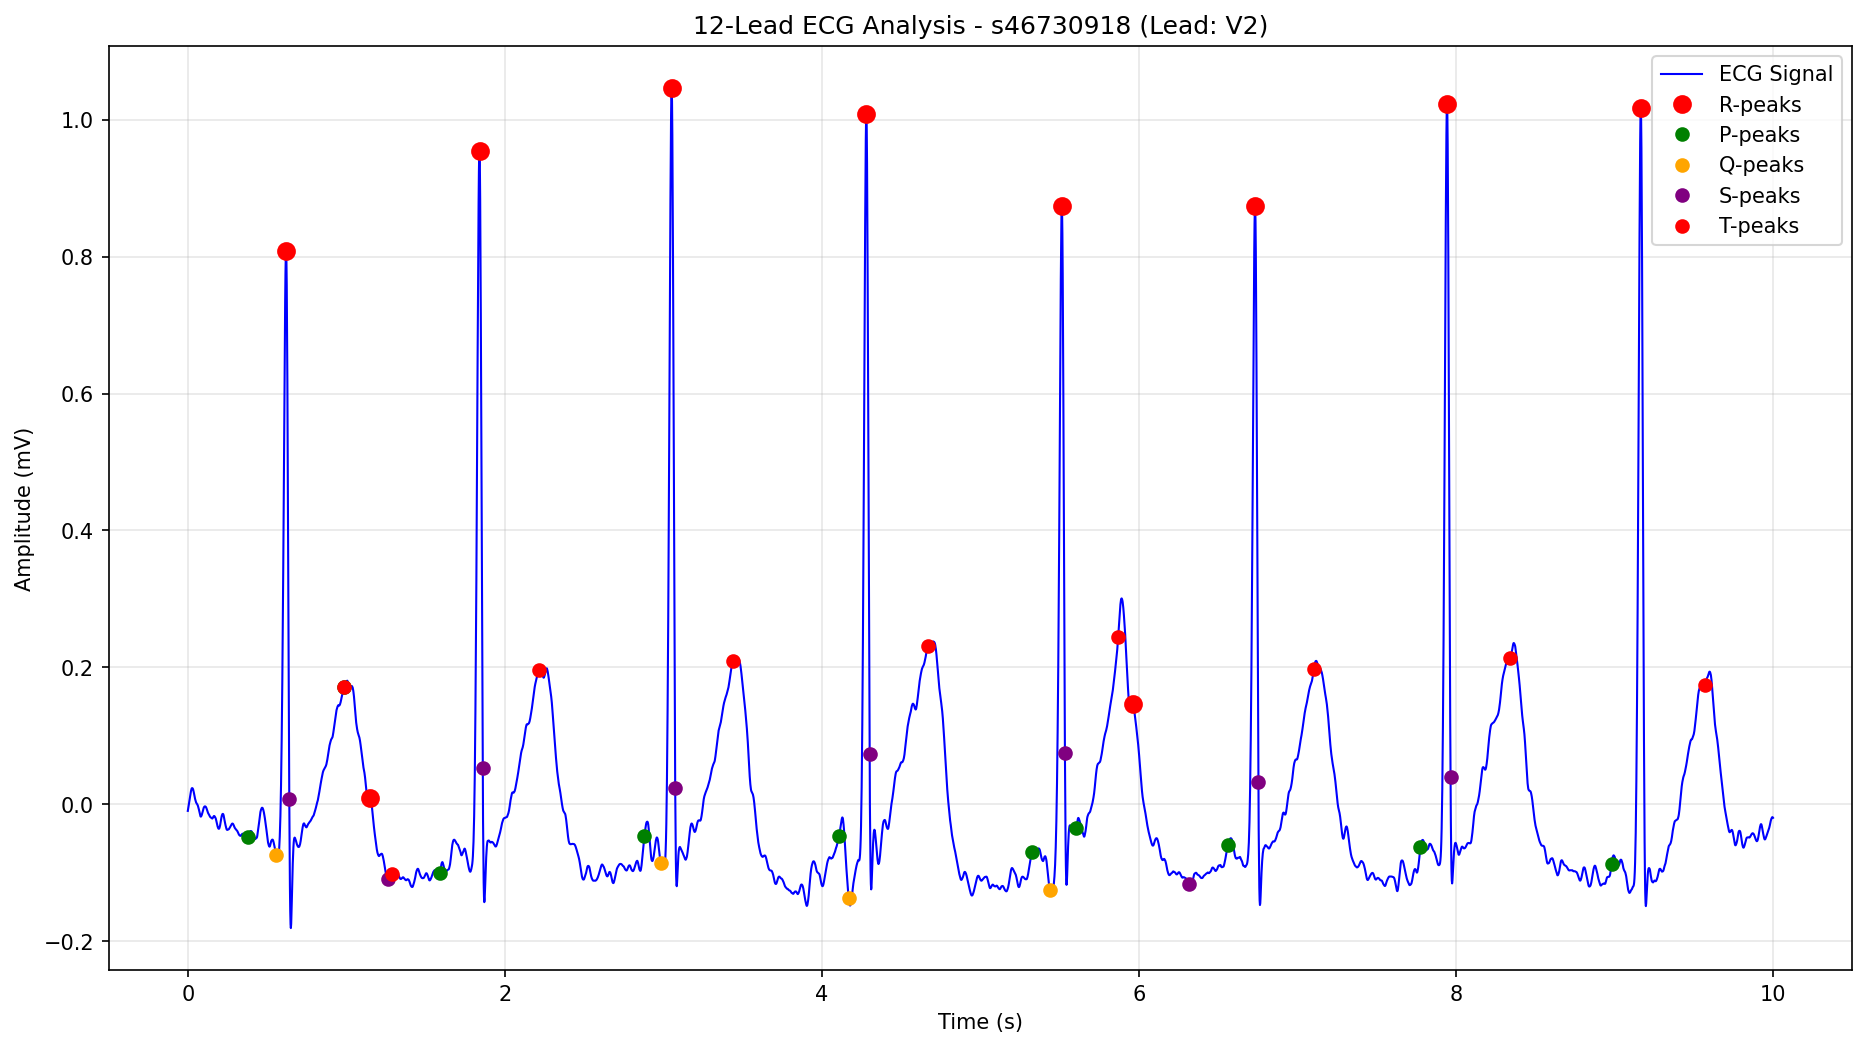 12-Lead ECG Analysis - s46730918 (Lead: V2)
ECG Signal
R-peaks
P-peaks
Q-peaks
S-peaks
T-peaks
Amplitude (mV)
1.0
0.8
0.6
0.4
0.2
0.0
−0.2
0 2 4 6 8 10
Time (s)